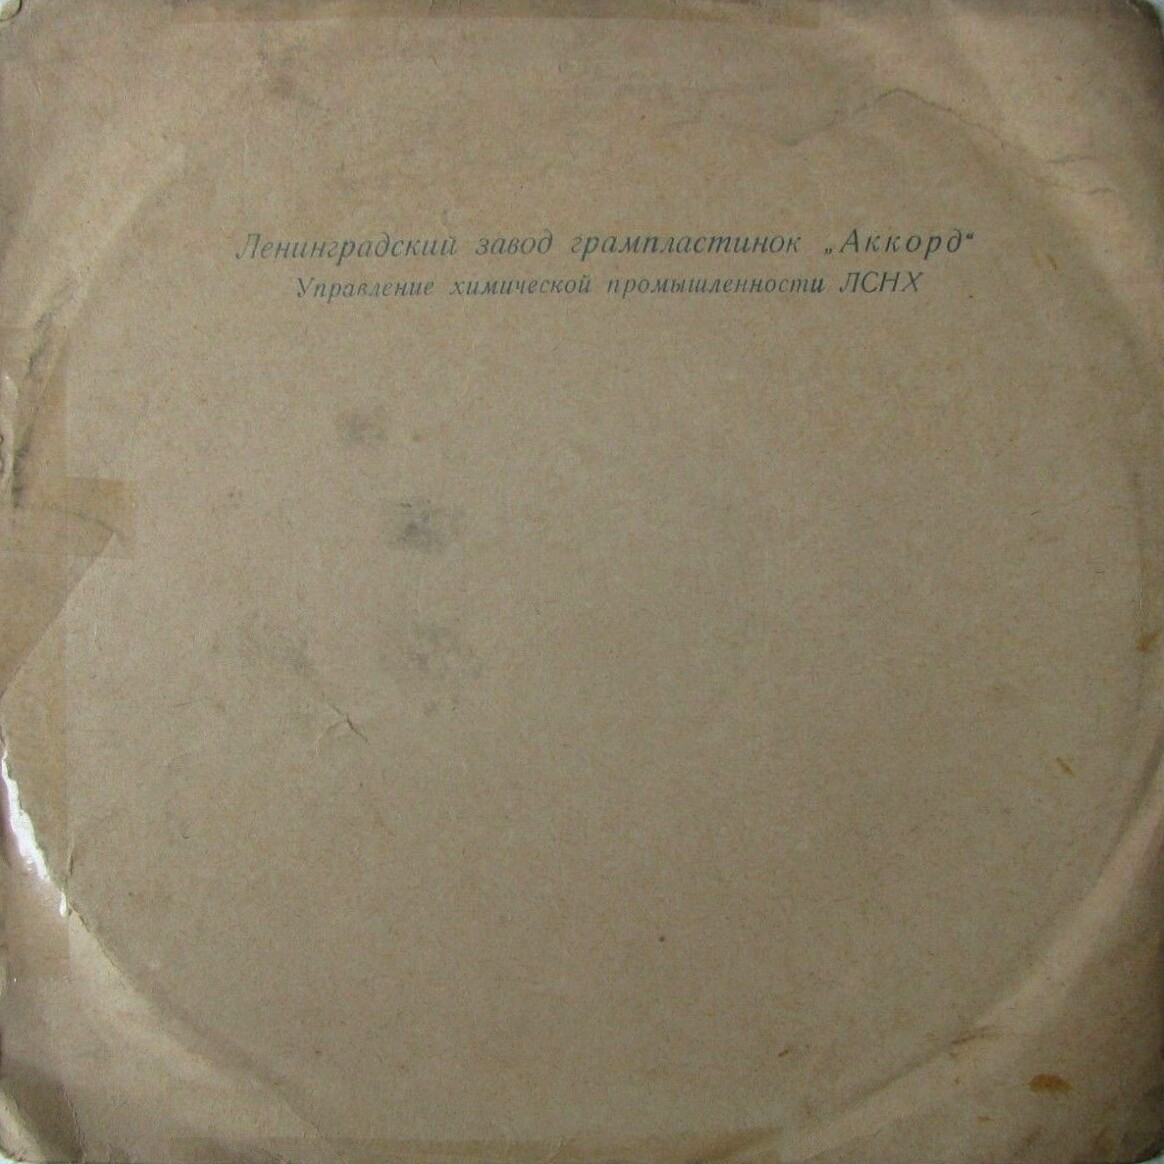 Ленинградский завод грампластинок „Аккорд“
Управление химической промышленности ЛСНХ